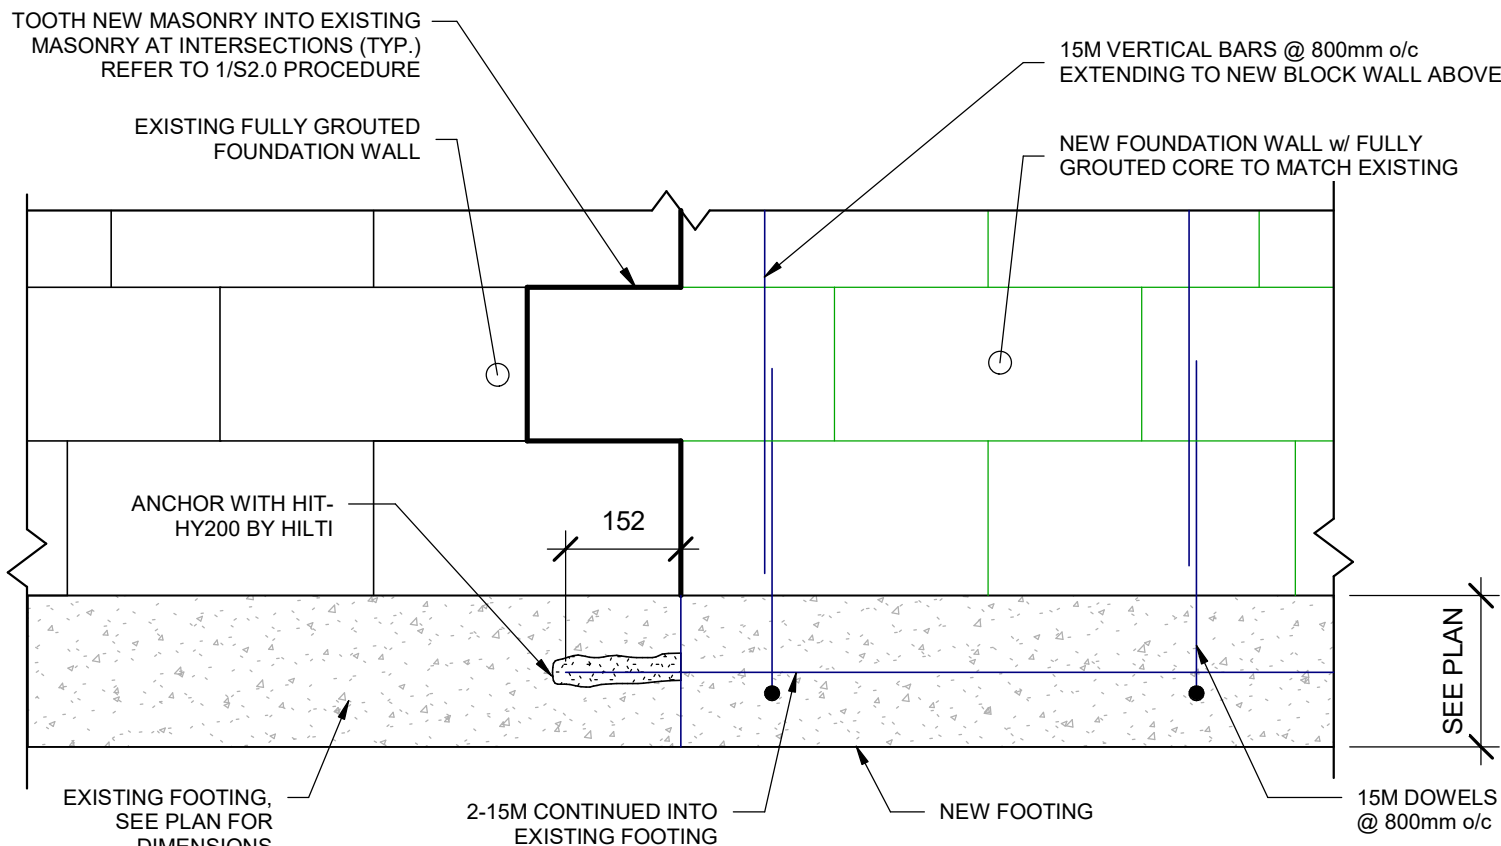 TOOTH NEW MASONRY INTO EXISTING
MASONRY AT INTERSECTIONS (TYP.)
REFER TO 1/S2.0 PROCEDURE
EXISTING FULLY GROUTED
FOUNDATION WALL
15M VERTICAL BARS @ 800mm o/c
EXTENDING TO NEW BLOCK WALL ABOVE
NEW FOUNDATION WALL w/ FULLY
GROUTED CORE TO MATCH EXISTING
ANCHOR WITH HIT-
HY200 BY HILTI
152
SEE PLAN
EXISTING FOOTING,
SEE PLAN FOR
DIMENSIONS
2-15M CONTINUED INTO
EXISTING FOOTING
NEW FOOTING
15M DOWELS
@ 800mm o/c